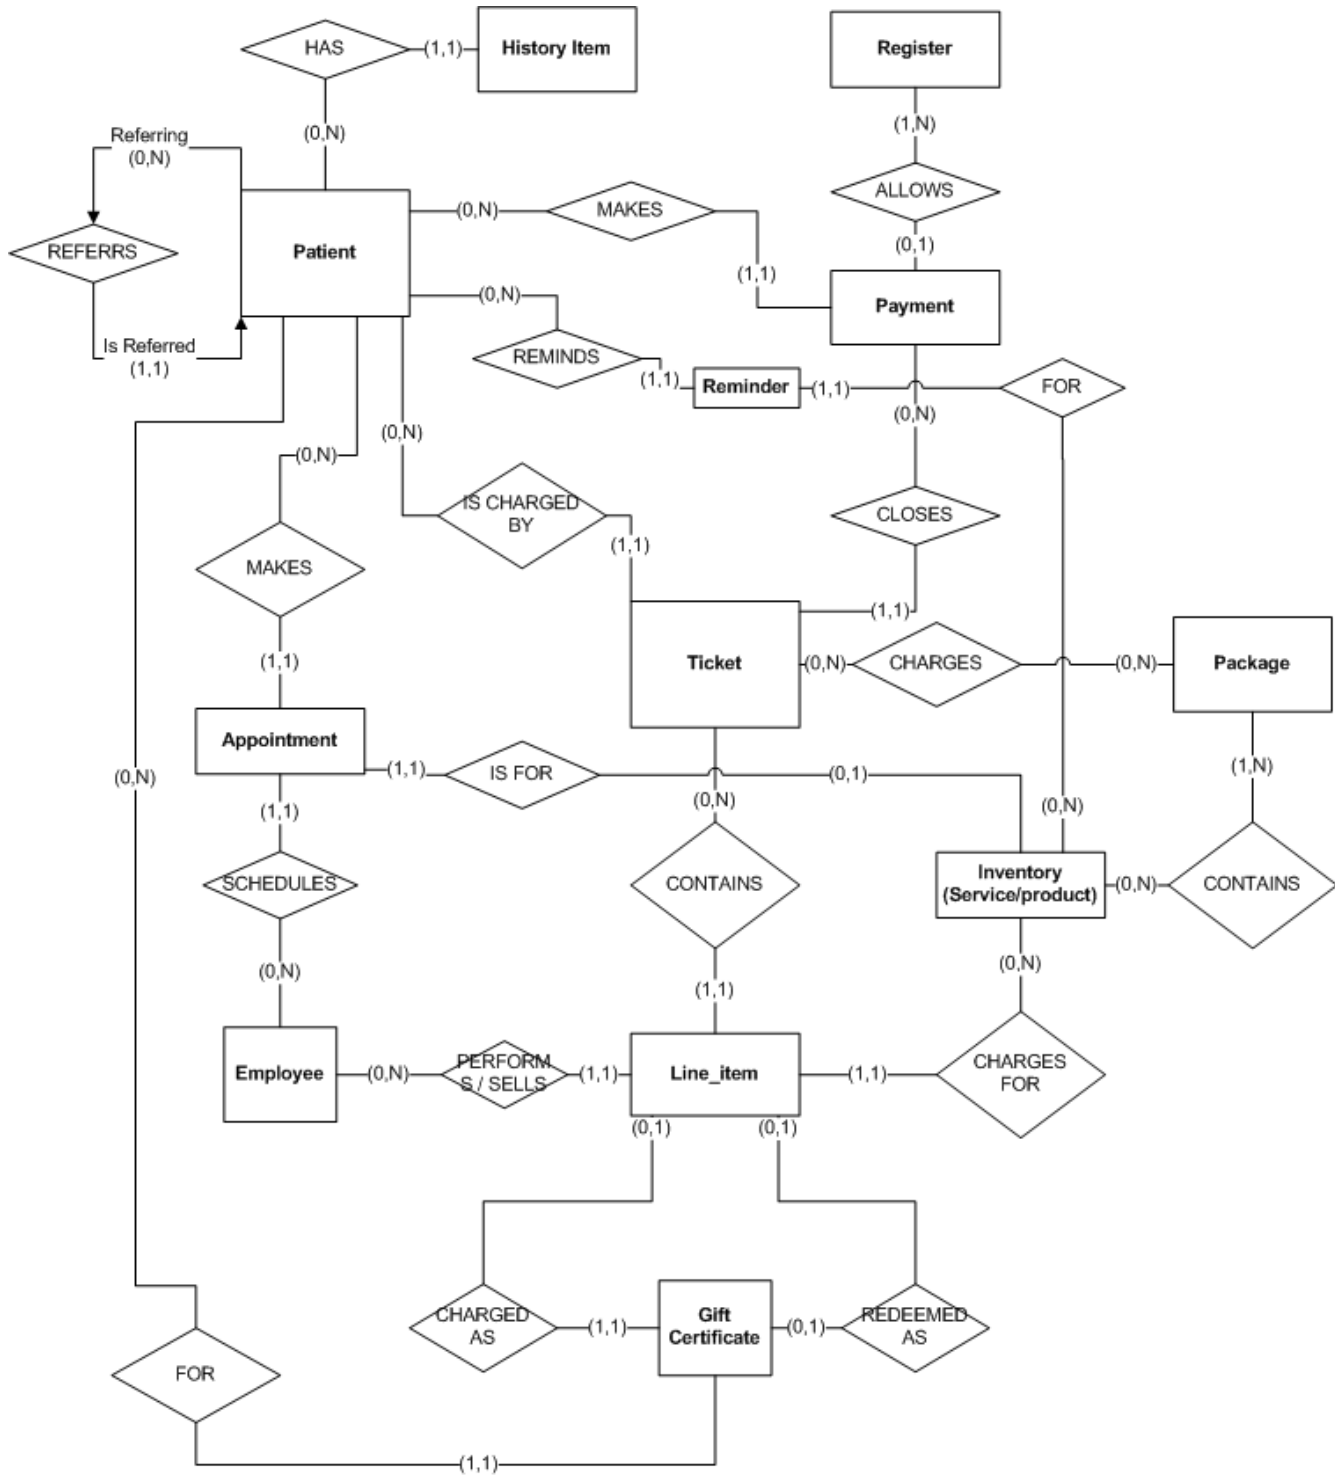 HAS
(1,1)
History Item
Register
(0,N)
(1,N)
Referring
(0,N)
ALLOWS
(0,N)
MAKES
REFERRS
Patient
(0,1)
(1,1)
(0,N)
Payment
Is Referred
(1,1)
REMINDS
(1,1)
Reminder
(1,1)
FOR
(0,N)
(0,N)
(0,N)
IS CHARGED
BY
CLOSES
(1,1)
MAKES
(1,1)
(1,1)
Ticket
(0,N)
CHARGES
(0,N)
Package
Appointment
(0,N)
(1,1)
IS FOR
(0,1)
(1,N)
(1,1)
(0,N)
(0,N)
SCHEDULES
CONTAINS
Inventory
(Service/product)
(0,N)
CONTAINS
(0,N)
(0,N)
(1,1)
Employee
(0,N)
PERFORM
S / SELLS
(1,1)
Line_item
(1,1)
CHARGES
FOR
(0,1)
(0,1)
CHARGED
AS
(1,1)
Gift
Certificate
(0,1)
REDEEMED
AS
FOR
(1,1)